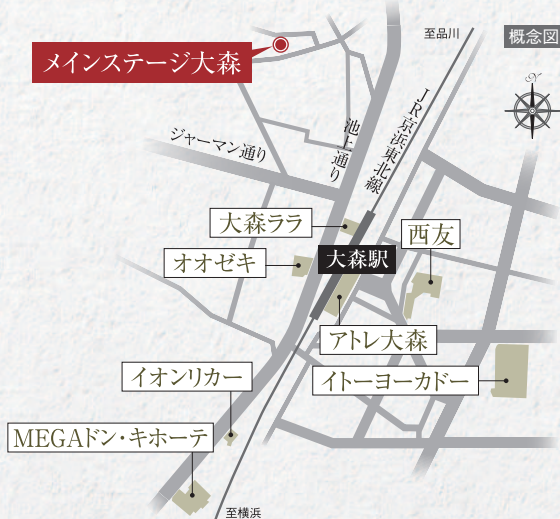 至品川
概念図
メインステージ大森
N
JR京浜東北線
池上通り
ジャーマン通り
大森ララ
西友
オオゼキ
大森駅
アトレ大森
イオンリカー
イトーヨーカドー
MEGAドン・キホーテ
至横浜